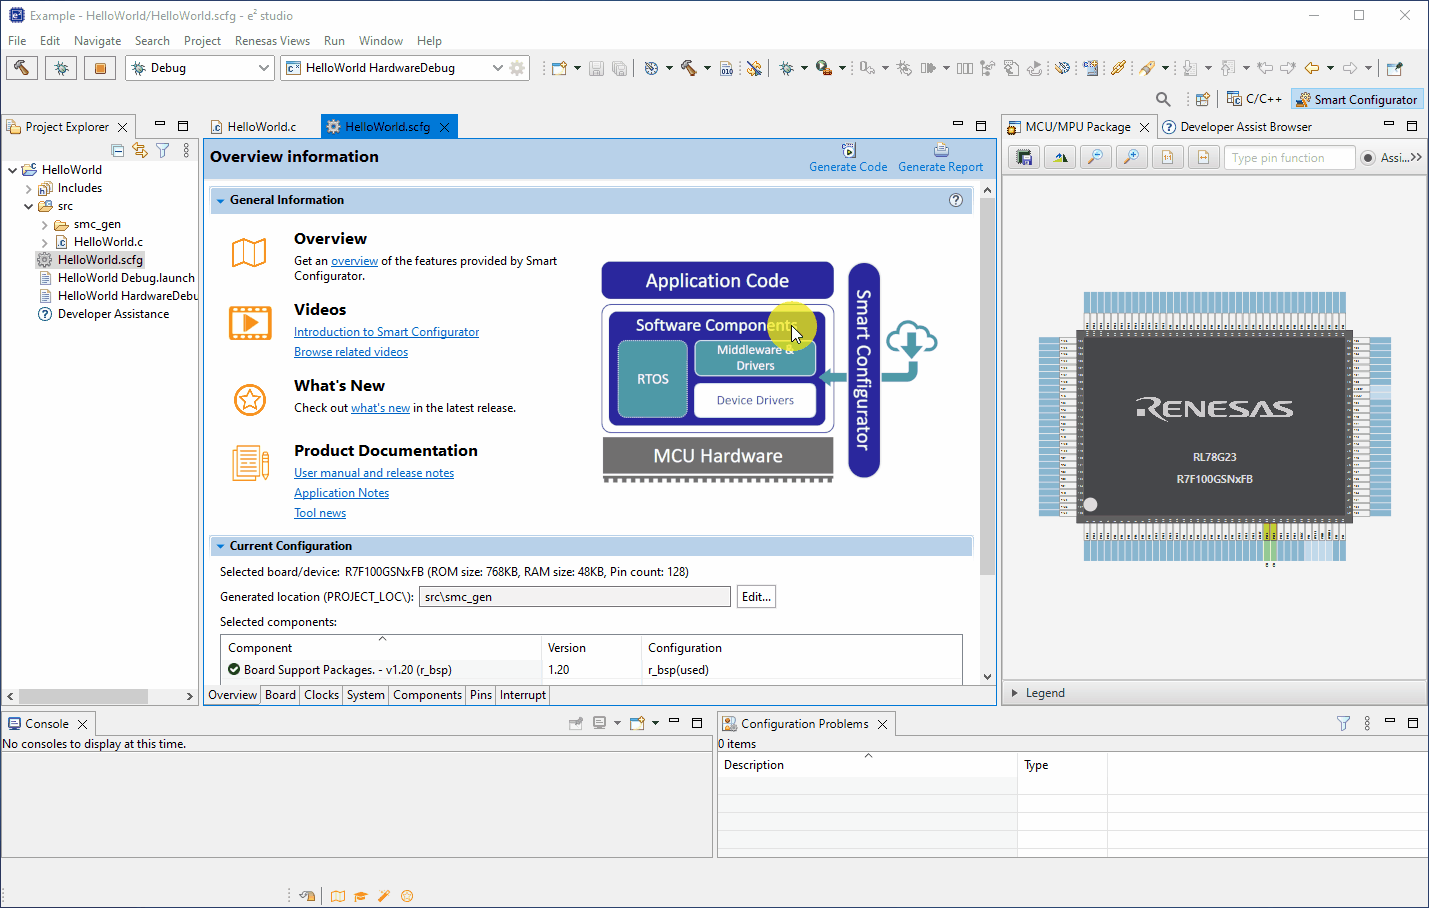 Example - HelloWorld/HelloWorld.scfg - e² studio
File Edit Navigate Search Project Renesas Views Run Window Help
Debug
HelloWorld HardwareDebug
C/C++
Smart Configurator
Project Explorer
HelloWorld
Includes
src
smc_gen
HelloWorld.c
HelloWorld.scfg
HelloWorld Debug.launch
HelloWorld HardwareDebu
Developer Assistance
HelloWorld.c
HelloWorld.scfg
Overview information
Generate Code
Generate Report
General Information
Overview
Get an overview of the features provided by Smart
Configurator.
Videos
Introduction to Smart Configurator
Browse related videos
What's New
Check out what's new in the latest release.
Product Documentation
User manual and release notes
Application Notes
Tool news
Application Code
Software Components
RTOS
Middleware &
Drivers
Device Drivers
MCU Hardware
Smart Configurator
Current Configuration
Selected board/device: R7F100GSNxFB (ROM size: 768KB, RAM size: 48KB, Pin count: 128)
Generated location (PROJECT_LOC\): src\smc_gen Edit...
Selected components:
Component Version Configuration
Board Support Packages. - v1.20 (r_bsp) 1.20 r_bsp(used)
Overview Board Clocks System Components Pins Interrupt
MCU/MPU Package
Developer Assist Browser
Type pin function
Assi...
RENESAS
RL78G23
R7F100GSNxFB
Legend
Console
No consoles to display at this time.
Configuration Problems
0 items
Description Type